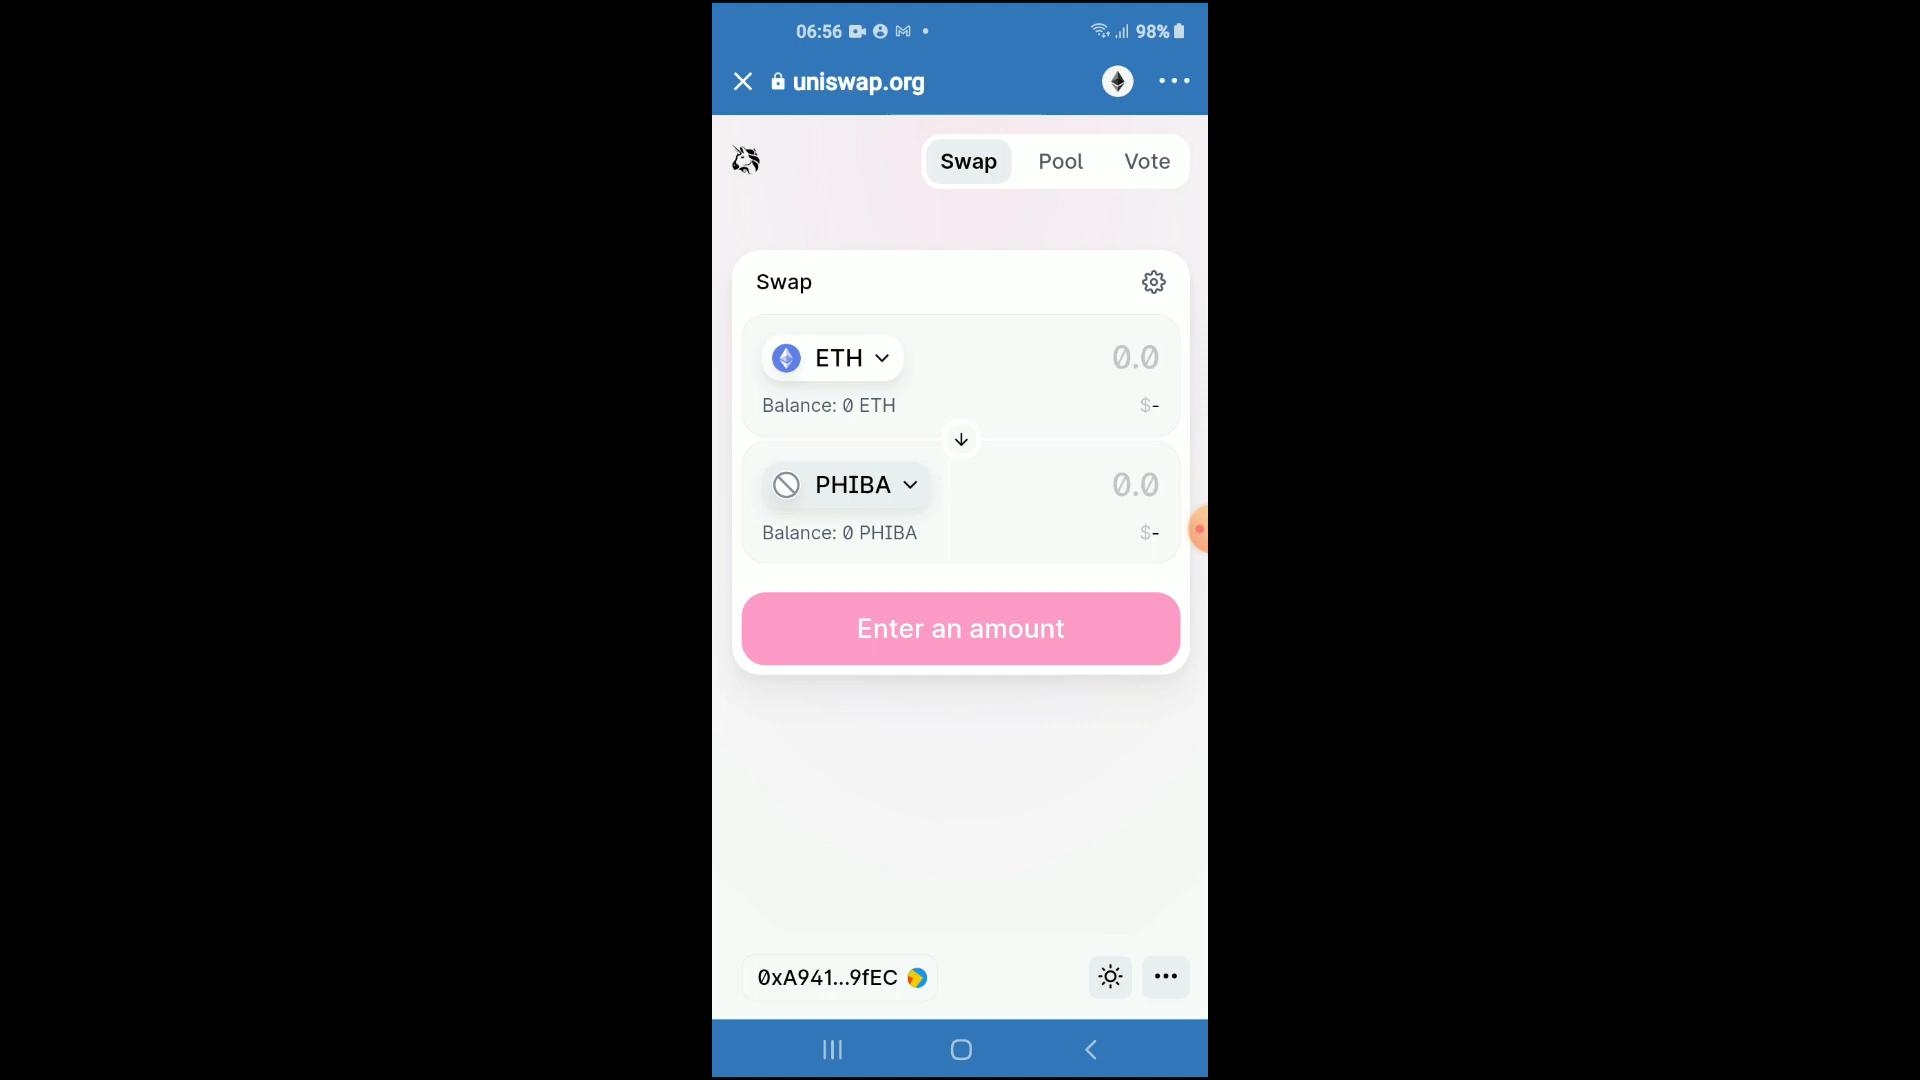 06:56 98%
uniswap.org
Swap Pool Vote
Swap
ETH 0.0
Balance: 0 ETH $-
PHIBA 0.0
Balance: 0 PHIBA $-
Enter an amount
0xA941...9fEC